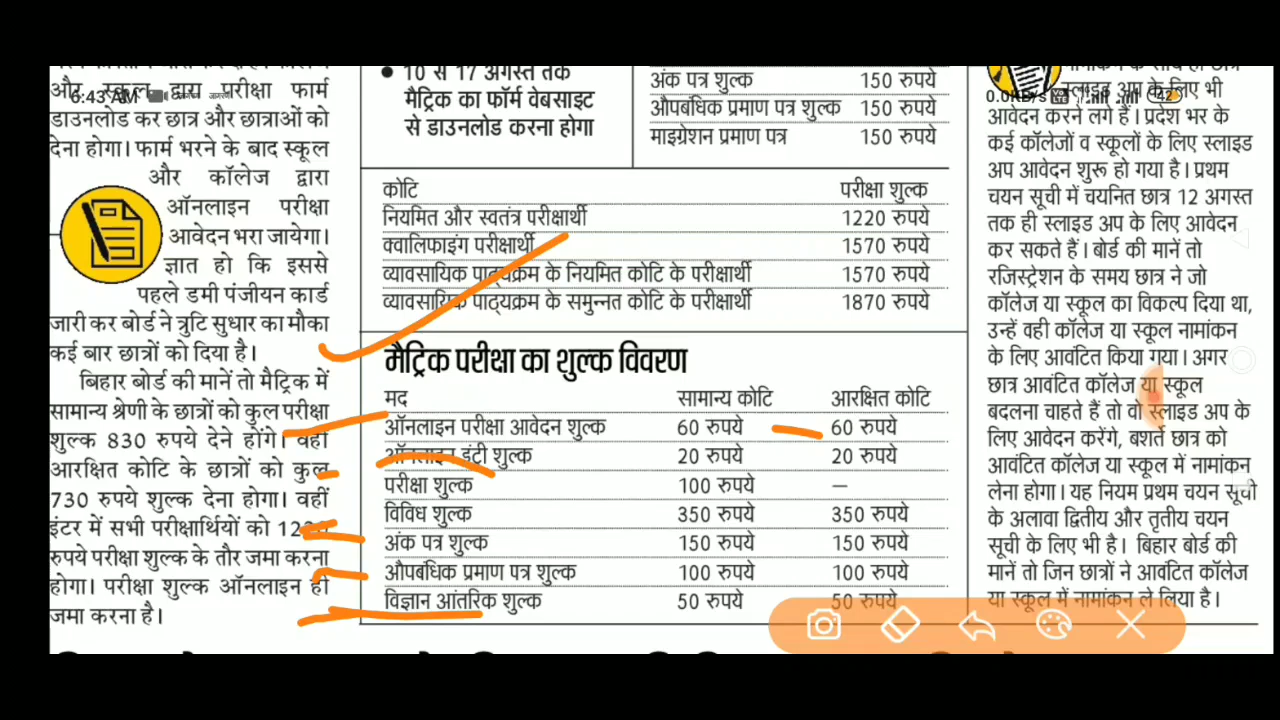 और स्कूल द्वारा परीक्षा फार्म
डाउनलोड कर छात्र और छात्राओं को
देना होगा। फार्म भरने के बाद स्कूल
और कॉलेज द्वारा
ऑनलाइन परीक्षा
आवेदन भरा जायेगा।
ज्ञात हो कि इससे
पहले डमी पंजीयन कार्ड
जारी कर बोर्ड ने त्रुटि सुधार का मौका
कई बार छात्रों को दिया है।
बिहार बोर्ड की मानें तो मैट्रिक में
सामान्य श्रेणी के छात्रों को कुल परीक्षा
शुल्क 830 रुपये देने होंगे। वहीं
आरक्षित कोटि के छात्रों को कुल
730 रुपये शुल्क देना होगा। वहीं
इंटर में सभी परीक्षार्थियों को
रुपये परीक्षा शुल्क के तौर जमा करना
होगा। परीक्षा शुल्क ऑनलाइन ही
जमा करना है।
6:43 AM
● 10 से 17 अगस्त तक
मैट्रिक का फॉर्म वेबसाइट
से डाउनलोड करना होगा
अंक पत्र शुल्क 150 रुपये
औपबंधिक प्रमाण पत्र शुल्क 150 रुपये
माइग्रेशन प्रमाण पत्र 150 रुपये
कोटि परीक्षा शुल्क
नियमित और स्वतंत्र परीक्षार्थी 1220 रुपये
क्वालिफाइंग परीक्षार्थी 1570 रुपये
व्यावसायिक पाठ्यक्रम के नियमित कोटि के परीक्षार्थी 1570 रुपये
व्यावसायिक पाठ्यक्रम के समुन्नत कोटि के परीक्षार्थी 1870 रुपये
मैट्रिक परीक्षा का शुल्क विवरण
मद सामान्य कोटि आरक्षित कोटि
ऑनलाइन परीक्षा आवेदन शुल्क 60 रुपये 60 रुपये
ऑनलाइन इंटी शुल्क 20 रुपये 20 रुपये
परीक्षा शुल्क 100 रुपये —
विविध शुल्क 350 रुपये 350 रुपये
अंक पत्र शुल्क 150 रुपये 150 रुपये
औपबंधिक प्रमाण पत्र शुल्क 100 रुपये 100 रुपये
विज्ञान आंतरिक शुल्क 50 रुपये 50 रुपये
0.0KB/s 42
स्लाइड अप के लिए भी
आवेदन करने लगे हैं। प्रदेश भर के
कई कॉलेजों व स्कूलों के लिए स्लाइड
अप आवेदन शुरू हो गया है। प्रथम
चयन सूची में चयनित छात्र 12 अगस्त
तक ही स्लाइड अप के लिए आवेदन
कर सकते हैं। बोर्ड की मानें तो
रजिस्ट्रेशन के समय छात्र ने जो
कॉलेज या स्कूल का विकल्प दिया था,
उन्हें वही कॉलेज या स्कूल नामांकन
के लिए आवंटित किया गया। अगर
छात्र आवंटित कॉलेज या स्कूल
बदलना चाहते हैं तो वो स्लाइड अप के
लिए आवेदन करेंगे, बशर्ते छात्र को
आवंटित कॉलेज या स्कूल में नामांकन
लेना होगा। यह नियम प्रथम चयन सूची
के अलावा द्वितीय और तृतीय चयन
सूची के लिए भी है। बिहार बोर्ड की
मानें तो जिन छात्रों ने आवंटित कॉलेज
या स्कूल में नामांकन ले लिया है।